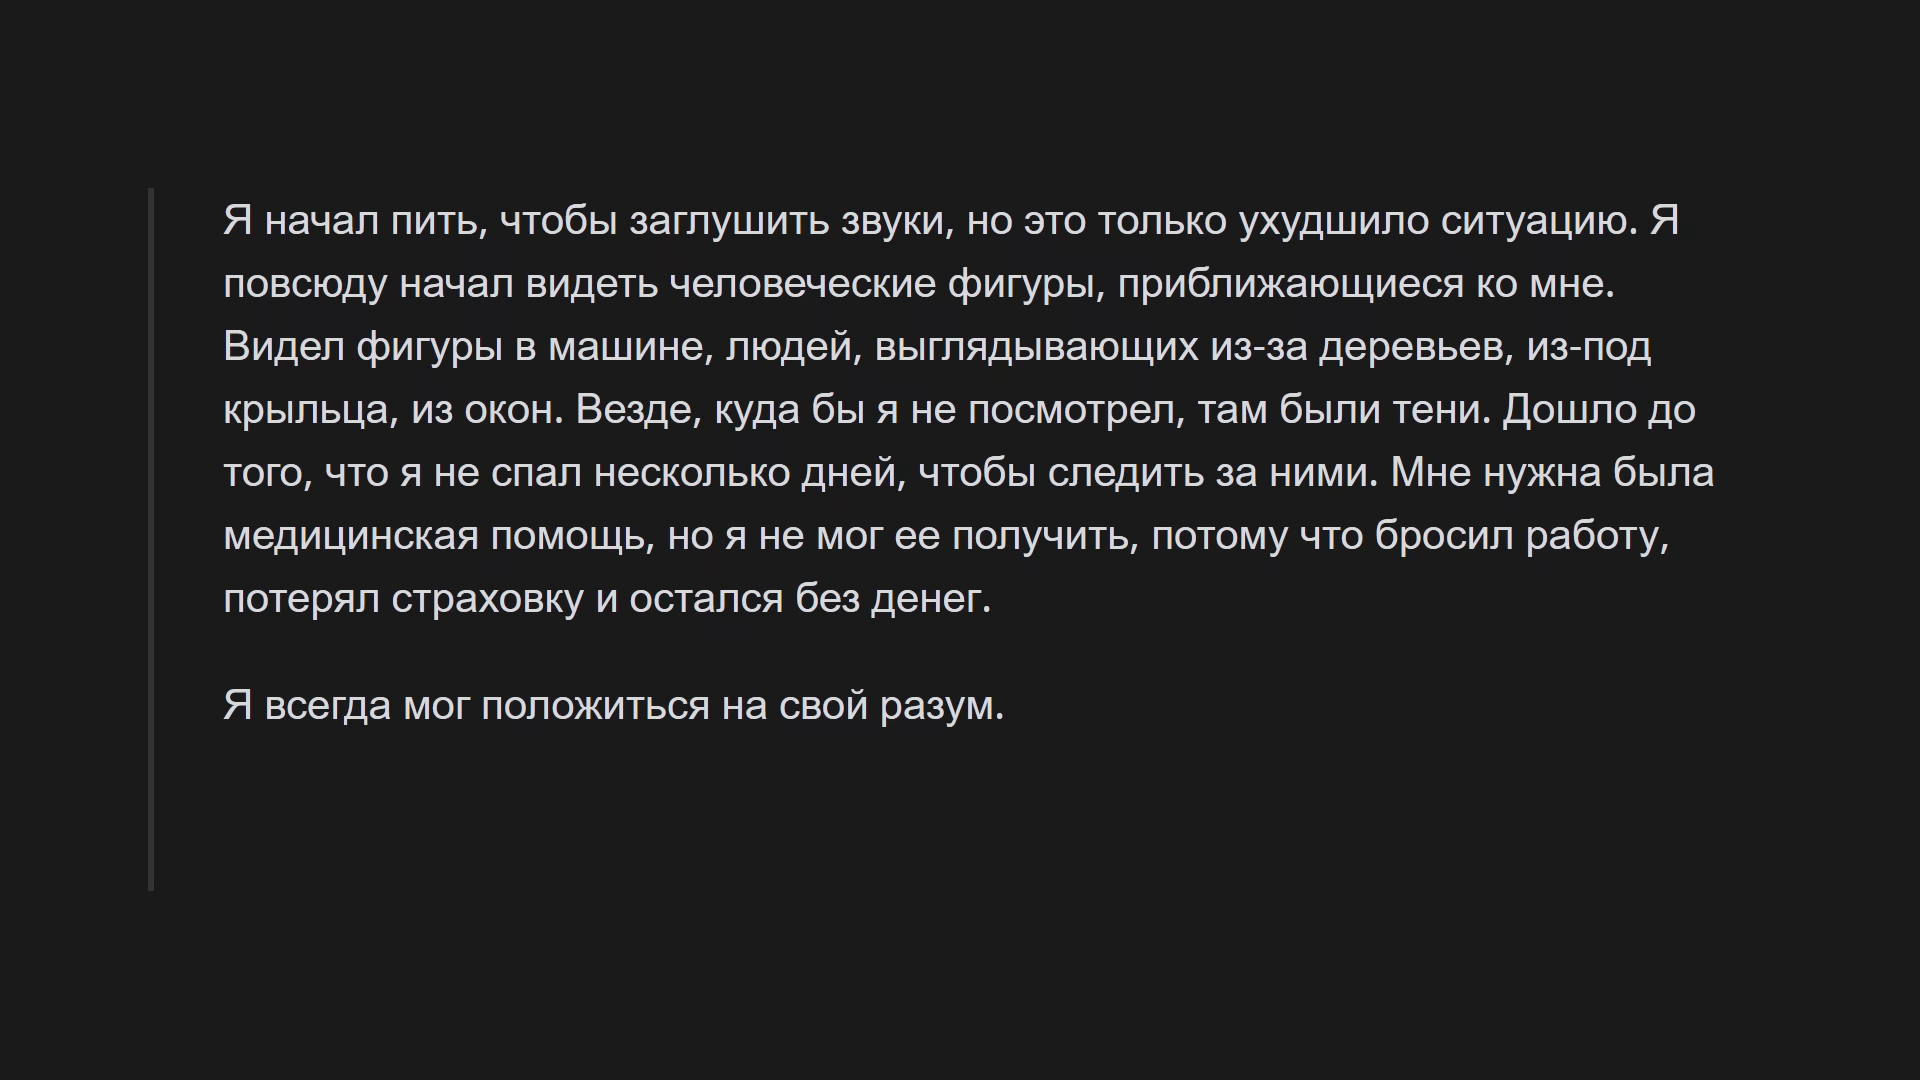 Я начал пить, чтобы заглушить звуки, но это только ухудшило ситуацию. Я
повсюду начал видеть человеческие фигуры, приближающиеся ко мне.
Видел фигуры в машине, людей, выглядывающих из-за деревьев, из-под
крыльца, из окон. Везде, куда бы я не посмотрел, там были тени. Дошло до
того, что я не спал несколько дней, чтобы следить за ними. Мне нужна была
медицинская помощь, но я не мог ее получить, потому что бросил работу,
потерял страховку и остался без денег.
Я всегда мог положиться на свой разум.